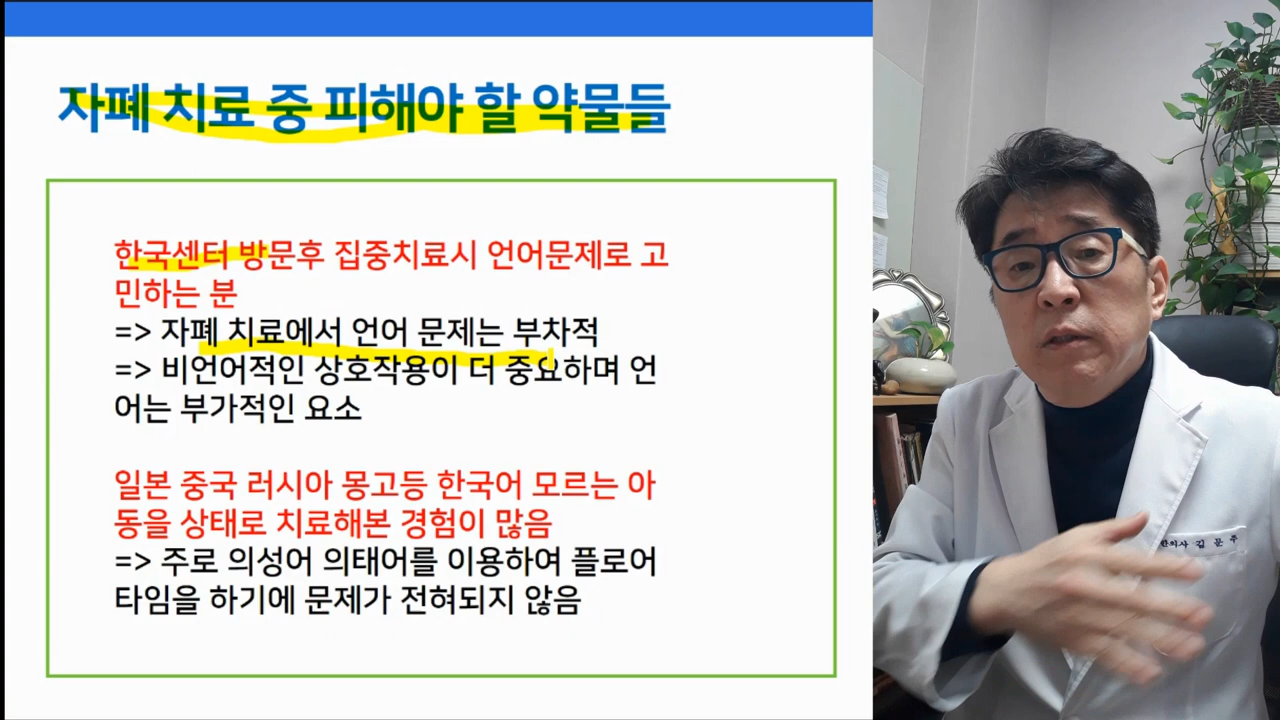 자폐 치료 중 피해야 할 약물들
한국센터 방문후 집중치료시 언어문제로 고
민하는 분
=> 자폐 치료에서 언어 문제는 부차적
=> 비언어적인 상호작용이 더 중요하며 언
어는 부가적인 요소
일본 중국 러시아 몽고등 한국어 모르는 아
동을 상태로 치료해본 경험이 많음
=> 주로 의성어 의태어를 이용하여 플로어
타임을 하기에 문제가 전혀되지 않음
한의사 김 문 주